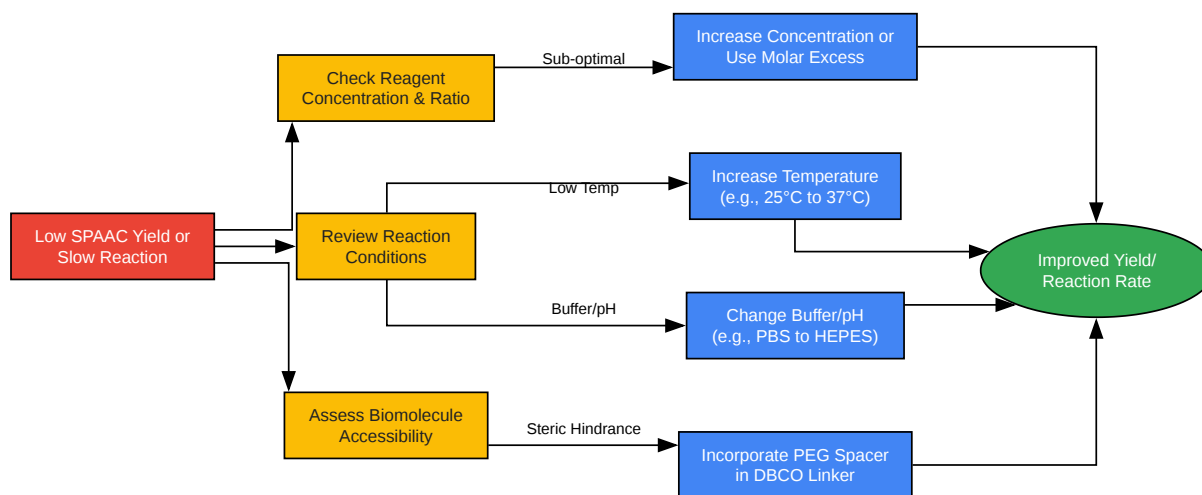 Low SPAAC Yield or
Slow Reaction
Check Reagent
Concentration & Ratio
Sub-optimal
Increase Concentration or
Use Molar Excess
Review Reaction
Conditions
Low Temp
Increase Temperature
(e.g., 25°C to 37°C)
Buffer/pH
Change Buffer/pH
(e.g., PBS to HEPES)
Assess Biomolecule
Accessibility
Steric Hindrance
Incorporate PEG Spacer
in DBCO Linker
Improved Yield/
Reaction Rate